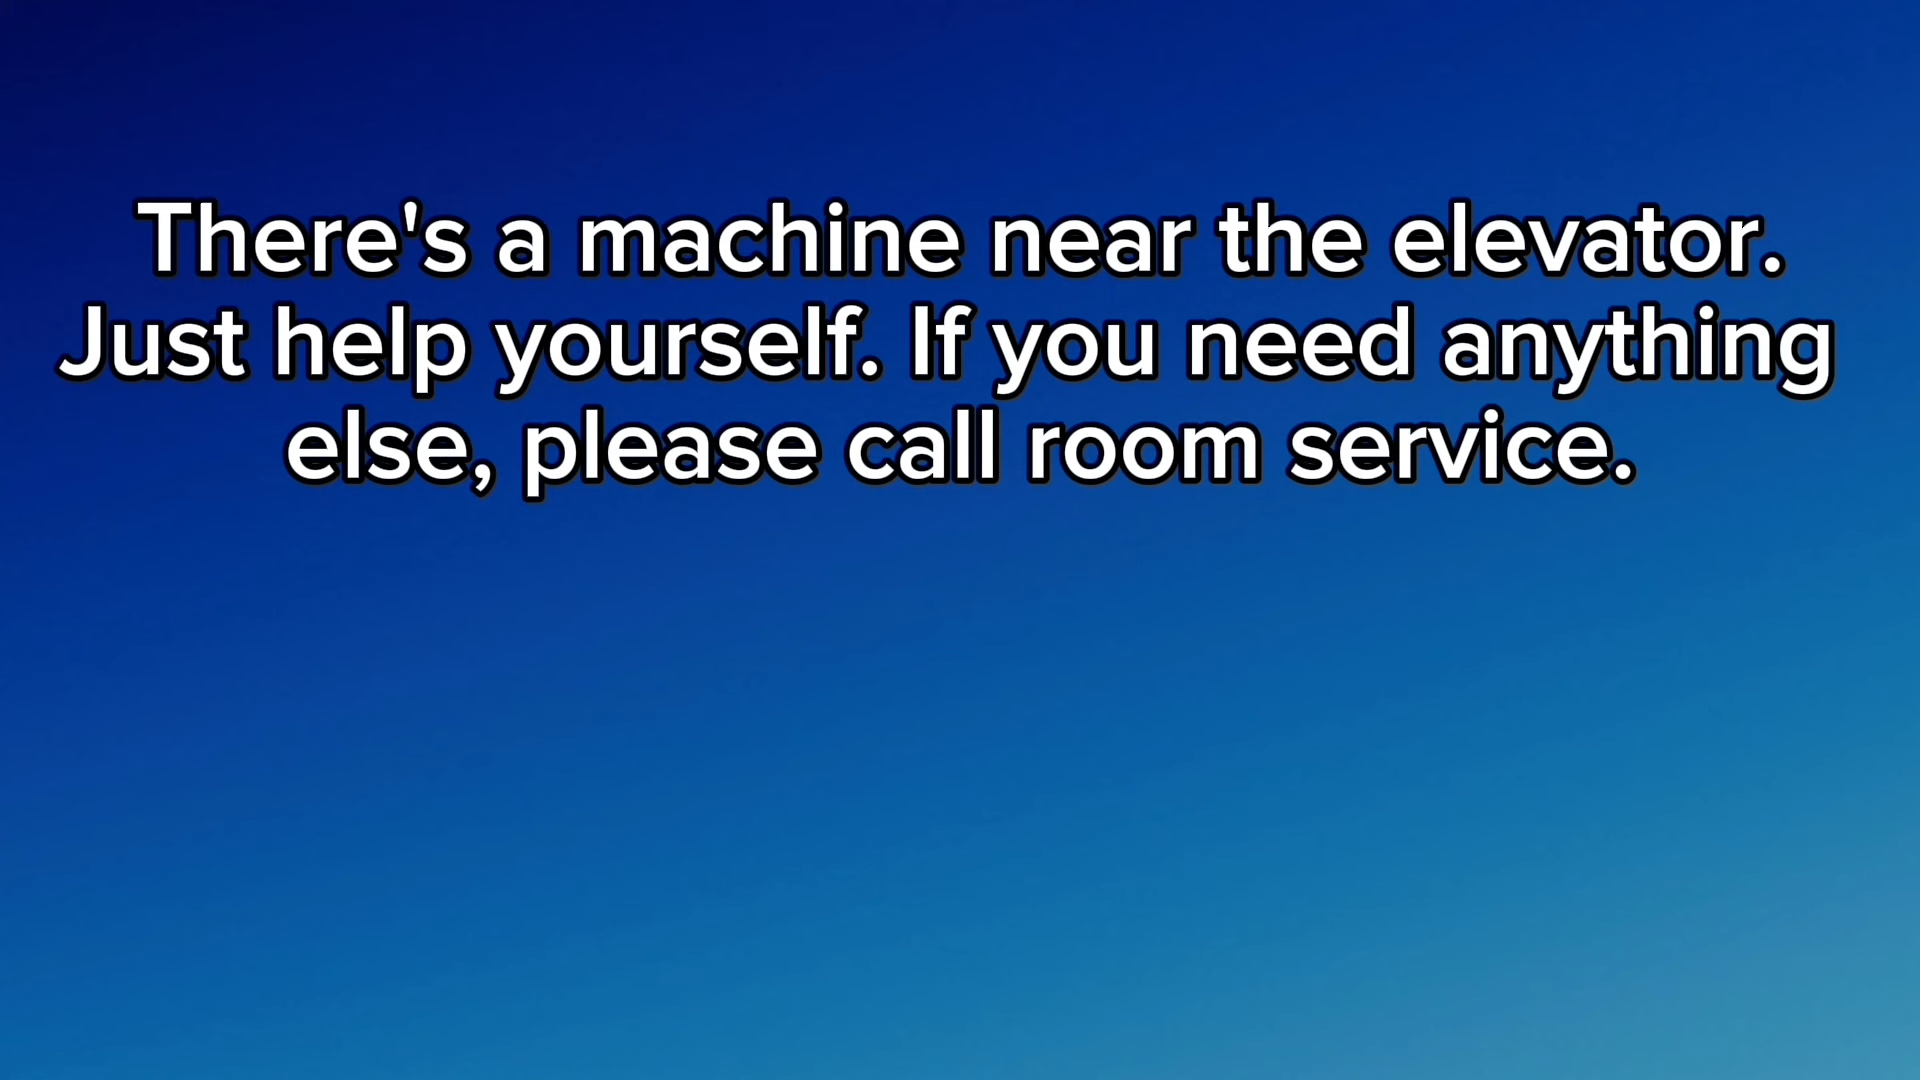 There's a machine near the elevator.
Just help yourself. If you need anything
else, please call room service.